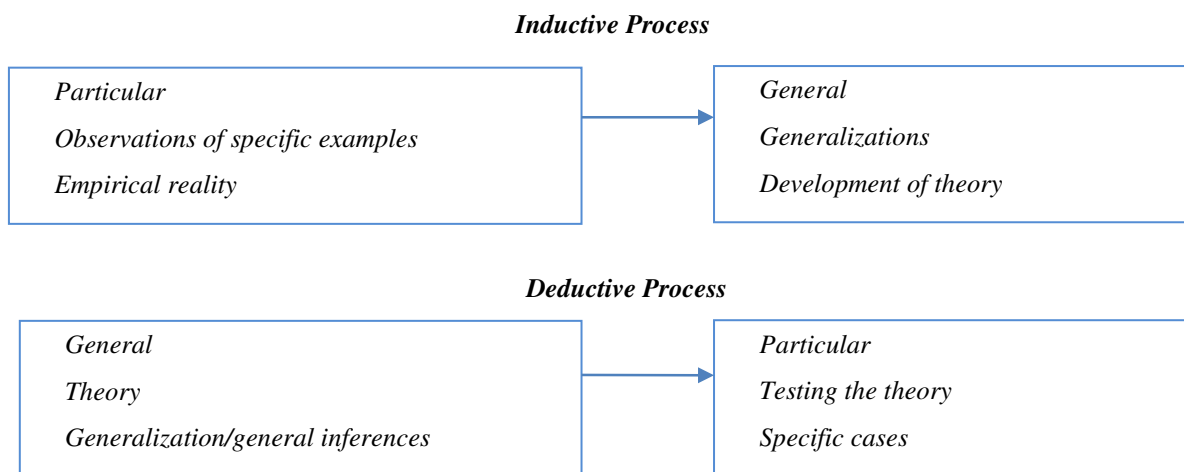 Inductive Process
Particular
Observations of specific examples
Empirical reality
General
Generalizations
Development of theory
Deductive Process
General
Theory
Generalization/general inferences
Particular
Testing the theory
Specific cases